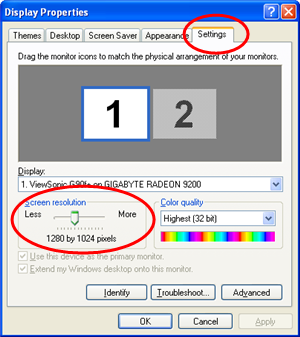 Display Properties
Themes Desktop Screen Saver Appearance Settings
Drag the monitor icons to match the physical arrangement of your monitors.
1 2
Display:
1. ViewSonic G90f+ on GIGABYTE RADEON 9200
Screen resolution
Less More
1280 by 1024 pixels
Color quality
Highest (32 bit)
Use this device as the primary monitor.
Extend my Windows desktop onto this monitor.
Identify Troubleshoot... Advanced
OK Cancel Apply